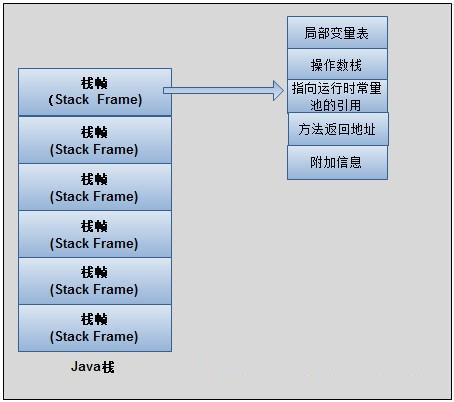 栈帧
(Stack Frame)
栈帧
(Stack Frame)
栈帧
(Stack Frame)
栈帧
(Stack Frame)
栈帧
(Stack Frame)
栈帧
(Stack Frame)
Java栈
局部变量表
操作数栈
指向运行时常量
池的引用
方法返回地址
附加信息